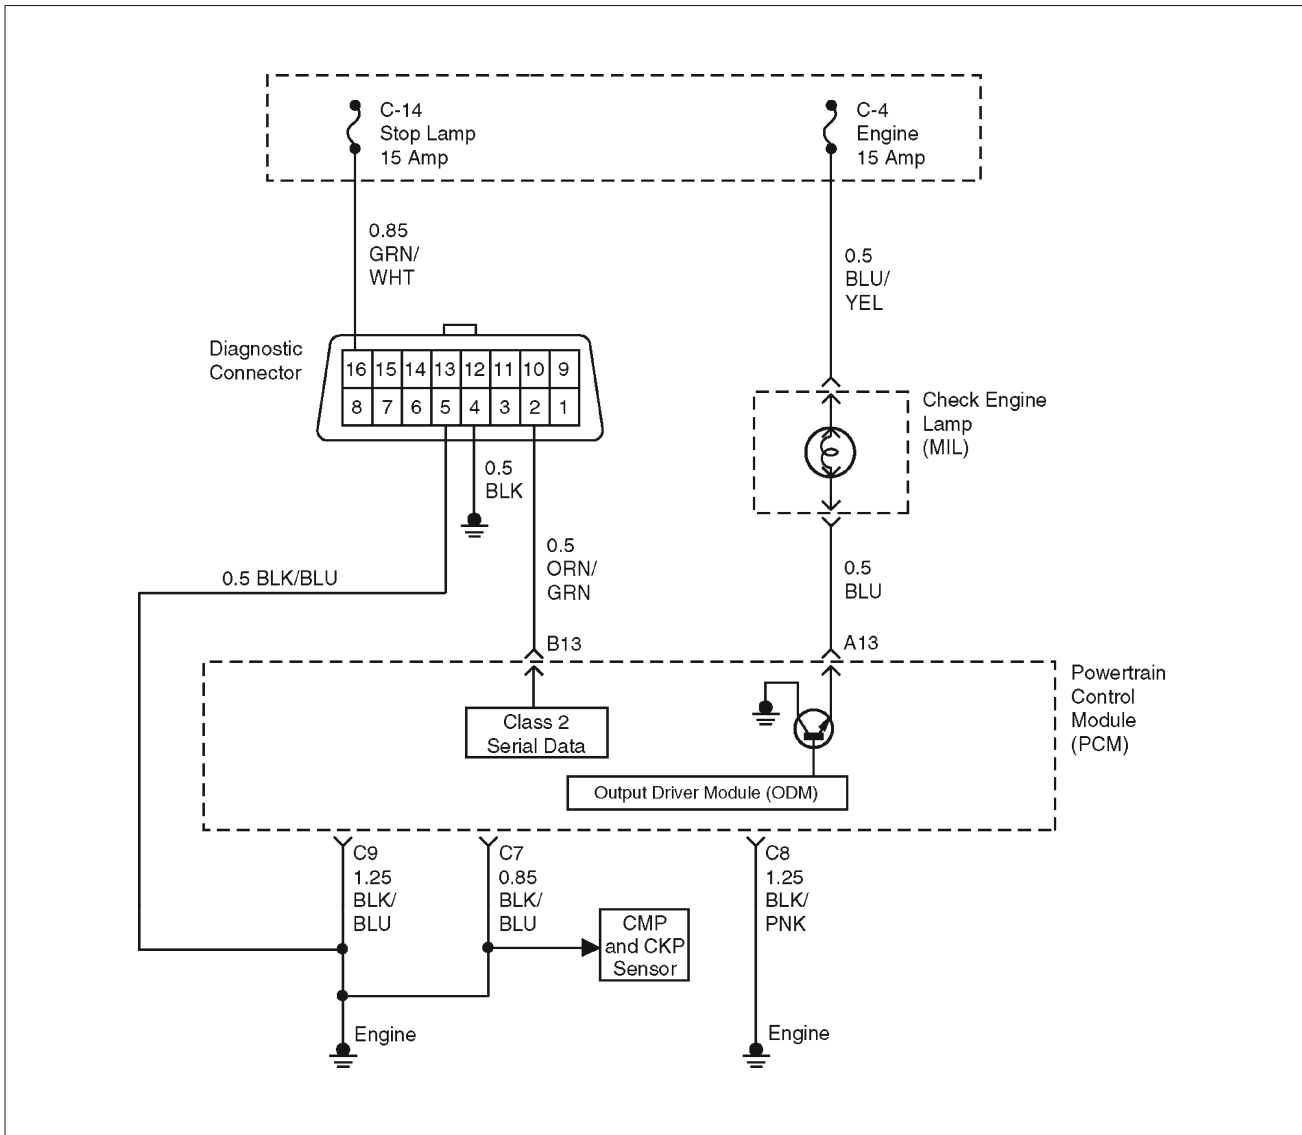 C-14
Stop Lamp
15 Amp
C-4
Engine
15 Amp
0.85
GRN/
WHT
0.5
BLU/
YEL
Diagnostic
Connector
16 15 14 13 12 11 10 9
8 7 6 5 4 3 2 1
Check Engine
Lamp
(MIL)
0.5
BLK
0.5
ORN/
GRN
0.5 BLK/BLU
0.5
BLU
B13
A13
Powertrain
Control
Module
(PCM)
Class 2
Serial Data
Output Driver Module (ODM)
C9
1.25
BLK/
BLU
C7
0.85
BLK/
BLU
C8
1.25
BLK/
PNK
CMP
and CKP
Sensor
Engine
Engine